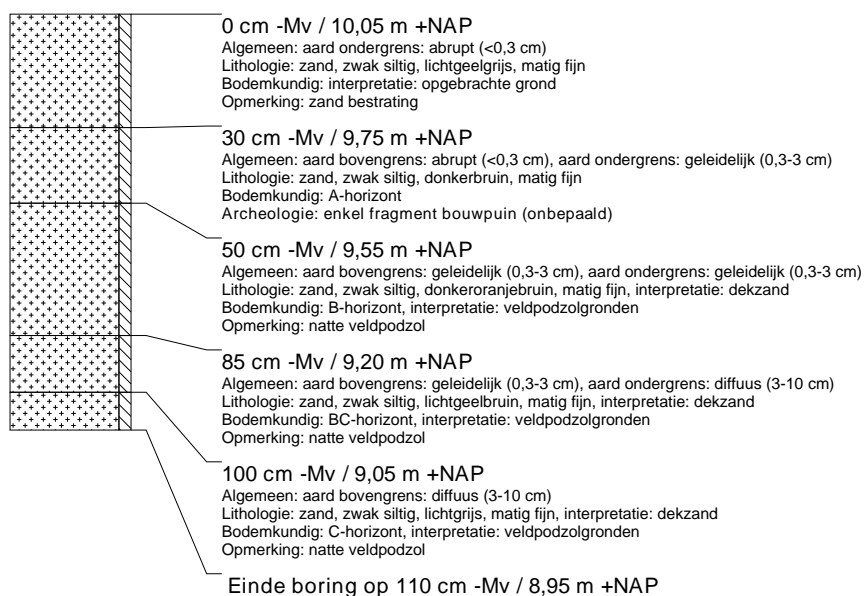 0 cm -Mv / 10,05 m +NAP
Algemeen: aard ondergrens: abrupt (<0,3 cm)
Lithologie: zand, zwak siltig, lichtgeelgrijs, matig fijn
Bodemkundig: interpretatie: opgebrachte grond
Opmerking: zand bestrating
30 cm -Mv / 9,75 m +NAP
Algemeen: aard bovengrens: abrupt (<0,3 cm), aard ondergrens: geleidelijk (0,3-3 cm)
Lithologie: zand, zwak siltig, donkerbruin, matig fijn
Bodemkundig: A-horizont
Archeologie: enkel fragment bouwpuin (onbepaald)
50 cm -Mv / 9,55 m +NAP
Algemeen: aard bovengrens: geleidelijk (0,3-3 cm), aard ondergrens: geleidelijk (0,3-3 cm)
Lithologie: zand, zwak siltig, donkeroranjebruin, matig fijn, interpretatie: dekzand
Bodemkundig: B-horizont, interpretatie: veldpodzolgronden
Opmerking: natte veldpodzol
85 cm -Mv / 9,20 m +NAP
Algemeen: aard bovengrens: geleidelijk (0,3-3 cm), aard ondergrens: diffuus (3-10 cm)
Lithologie: zand, zwak siltig, lichtgeelbruin, matig fijn, interpretatie: dekzand
Bodemkundig: BC-horizont, interpretatie: veldpodzolgronden
Opmerking: natte veldpodzol
100 cm -Mv / 9,05 m +NAP
Algemeen: aard bovengrens: diffuus (3-10 cm)
Lithologie: zand, zwak siltig, lichtgrijs, matig fijn, interpretatie: dekzand
Bodemkundig: C-horizont, interpretatie: veldpodzolgronden
Opmerking: natte veldpodzol
Einde boring op 110 cm -Mv / 8,95 m +NAP